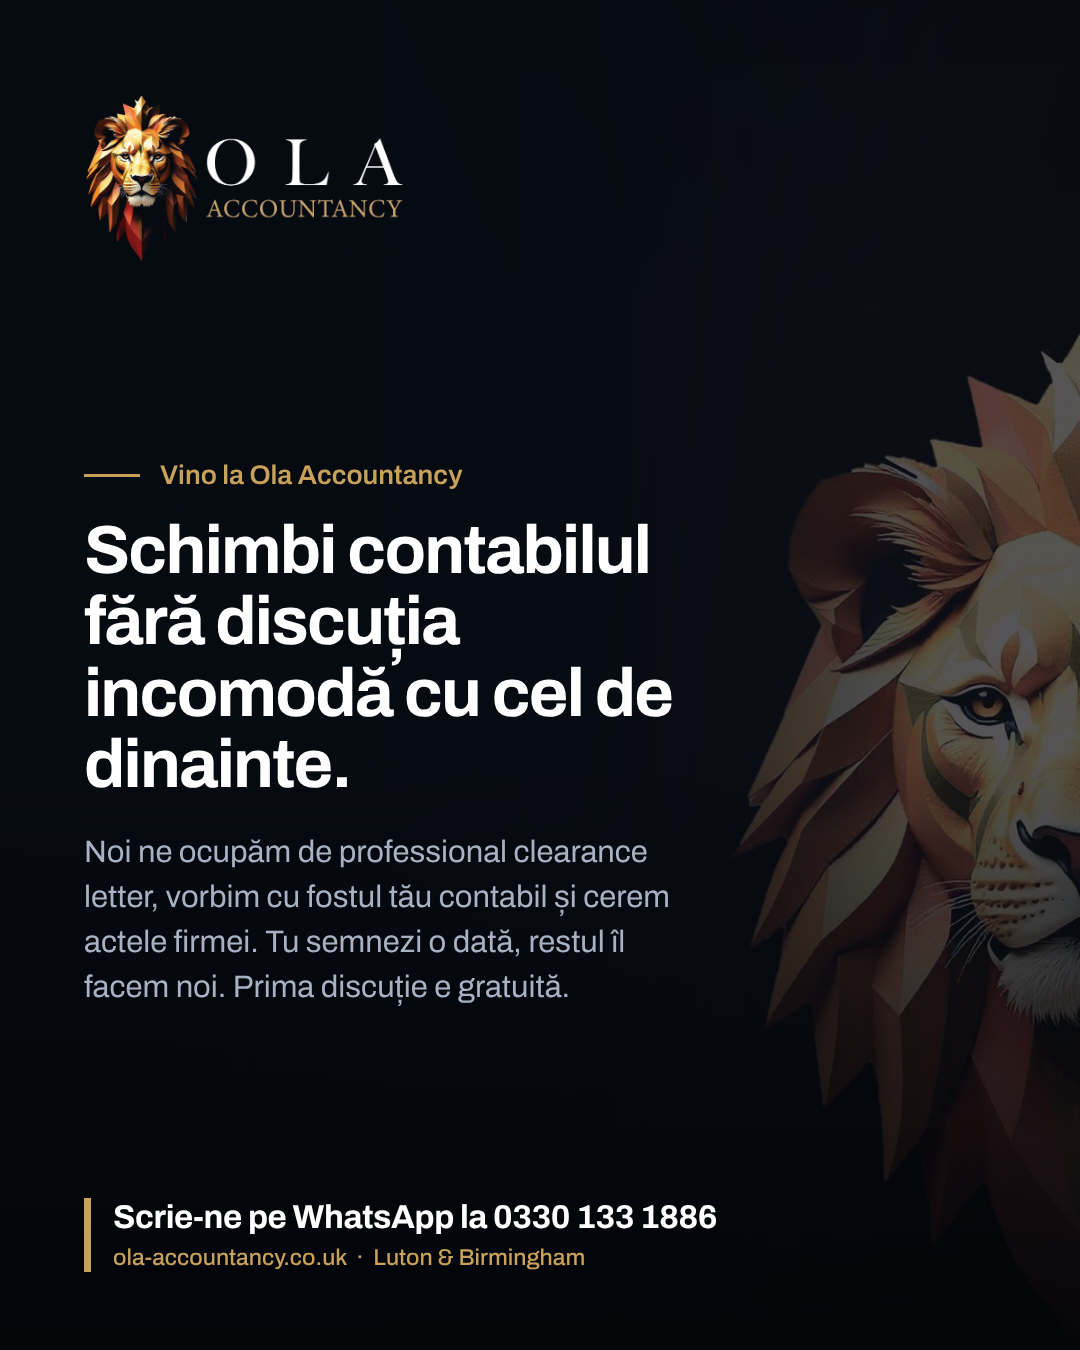 OLA
ACCOUNTANCY
Vino la Ola Accountancy
Schimbi contabilul
fără discuția
incomodă cu cel de
dinainte.
Noi ne ocupăm de professional clearance
letter, vorbim cu fostul tău contabil și cerem
actele firmei. Tu semnezi o dată, restul îl
facem noi. Prima discuție e gratuită.
Scrie-ne pe WhatsApp la 0330 133 1886
ola-accountancy.co.uk · Luton & Birmingham